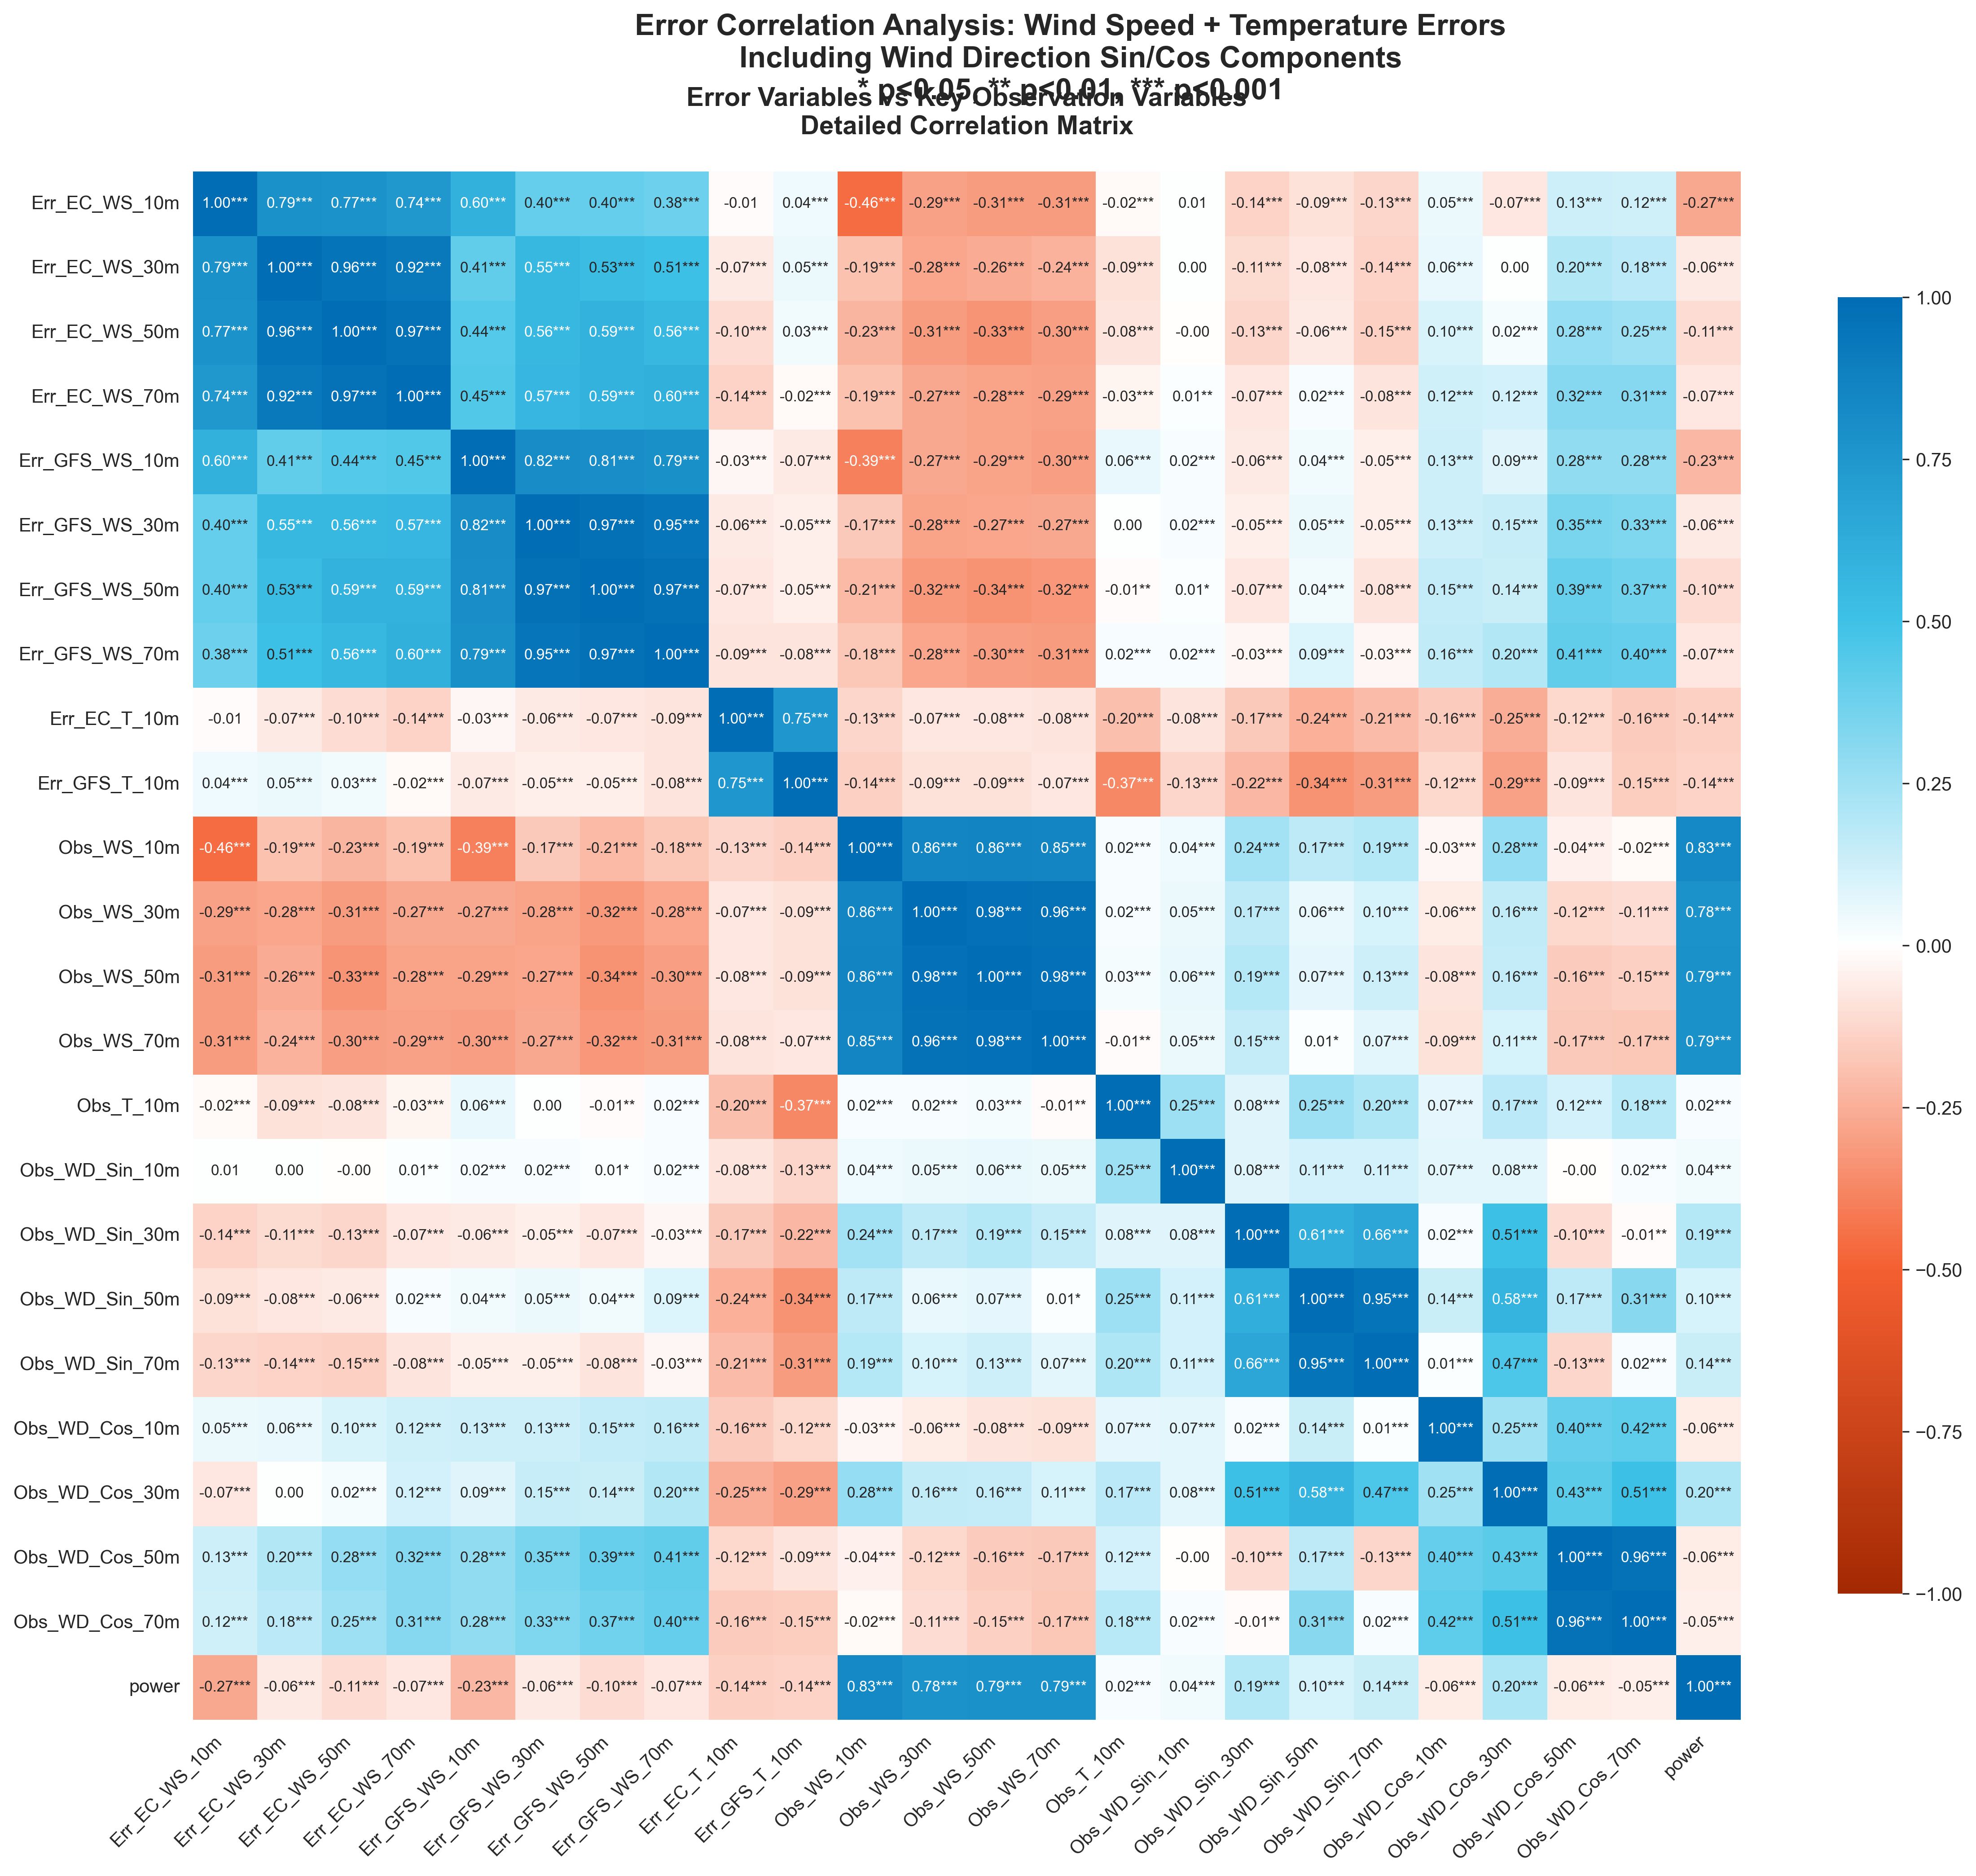 Error Correlation Analysis: Wind Speed + Temperature Errors
Including Wind Direction Sin/Cos Components
* p<0.05, ** p<0.01, *** p<0.001
Error Variables vs Key Observation Variables
Detailed Correlation Matrix
Err_EC_WS_10m 1.00*** 0.79*** 0.77*** 0.74*** 0.60*** 0.40*** 0.40*** 0.38*** -0.01 0.04*** -0.46*** -0.29*** -0.31*** -0.31*** -0.02*** 0.01 -0.14*** -0.09*** -0.13*** 0.05*** -0.07*** 0.13*** 0.12*** -0.27***
Err_EC_WS_30m 0.79*** 1.00*** 0.96*** 0.92*** 0.41*** 0.55*** 0.53*** 0.51*** -0.07*** 0.05*** -0.19*** -0.28*** -0.26*** -0.24*** -0.09*** 0.00 -0.11*** -0.08*** -0.14*** 0.06*** 0.00 0.20*** 0.18*** -0.06***
Err_EC_WS_50m 0.77*** 0.96*** 1.00*** 0.97*** 0.44*** 0.56*** 0.59*** 0.56*** -0.10*** 0.03*** -0.23*** -0.31*** -0.33*** -0.30*** -0.08*** -0.00 -0.13*** -0.06*** -0.15*** 0.10*** 0.02*** 0.28*** 0.25*** -0.11***
Err_EC_WS_70m 0.74*** 0.92*** 0.97*** 1.00*** 0.45*** 0.57*** 0.59*** 0.60*** -0.14*** -0.02*** -0.19*** -0.27*** -0.28*** -0.29*** -0.03*** 0.01** -0.07*** 0.02*** -0.08*** 0.12*** 0.12*** 0.32*** 0.31*** -0.07***
Err_GFS_WS_10m 0.60*** 0.41*** 0.44*** 0.45*** 1.00*** 0.82*** 0.81*** 0.79*** -0.03*** -0.07*** -0.39*** -0.27*** -0.29*** -0.30*** 0.06*** 0.02*** -0.06*** 0.04*** -0.05*** 0.13*** 0.09*** 0.28*** 0.28*** -0.23***
Err_GFS_WS_30m 0.40*** 0.55*** 0.56*** 0.57*** 0.82*** 1.00*** 0.97*** 0.95*** -0.06*** -0.05*** -0.17*** -0.28*** -0.27*** -0.27*** 0.00 0.02*** -0.05*** 0.05*** -0.05*** 0.13*** 0.15*** 0.35*** 0.33*** -0.06***
Err_GFS_WS_50m 0.40*** 0.53*** 0.59*** 0.59*** 0.81*** 0.97*** 1.00*** 0.97*** -0.07*** -0.05*** -0.21*** -0.32*** -0.34*** -0.32*** -0.01** 0.01* -0.07*** 0.04*** -0.08*** 0.15*** 0.14*** 0.39*** 0.37*** -0.10***
Err_GFS_WS_70m 0.38*** 0.51*** 0.56*** 0.60*** 0.79*** 0.95*** 0.97*** 1.00*** -0.09*** -0.08*** -0.18*** -0.28*** -0.30*** -0.31*** 0.02*** 0.02*** -0.03*** 0.09*** -0.03*** 0.16*** 0.20*** 0.41*** 0.40*** -0.07***
Err_EC_T_10m -0.01 -0.07*** -0.10*** -0.14*** -0.03*** -0.06*** -0.07*** -0.09*** 1.00*** 0.75*** -0.13*** -0.07*** -0.08*** -0.08*** -0.20*** -0.08*** -0.17*** -0.24*** -0.21*** -0.16*** -0.25*** -0.12*** -0.16*** -0.14***
Err_GFS_T_10m 0.04*** 0.05*** 0.03*** -0.02*** -0.07*** -0.05*** -0.05*** -0.08*** 0.75*** 1.00*** -0.14*** -0.09*** -0.09*** -0.07*** -0.37*** -0.13*** -0.22*** -0.34*** -0.31*** -0.12*** -0.29*** -0.09*** -0.15*** -0.14***
Obs_WS_10m -0.46*** -0.19*** -0.23*** -0.19*** -0.39*** -0.17*** -0.21*** -0.18*** -0.13*** -0.14*** 1.00*** 0.86*** 0.86*** 0.85*** 0.02*** 0.04*** 0.24*** 0.17*** 0.19*** -0.03*** 0.28*** -0.04*** -0.02*** 0.83***
Obs_WS_30m -0.29*** -0.28*** -0.31*** -0.27*** -0.27*** -0.28*** -0.32*** -0.28*** -0.07*** -0.09*** 0.86*** 1.00*** 0.98*** 0.96*** 0.02*** 0.05*** 0.17*** 0.06*** 0.10*** -0.06*** 0.16*** -0.12*** -0.11*** 0.78***
Obs_WS_50m -0.31*** -0.26*** -0.33*** -0.28*** -0.29*** -0.27*** -0.34*** -0.30*** -0.08*** -0.09*** 0.86*** 0.98*** 1.00*** 0.98*** 0.03*** 0.06*** 0.19*** 0.07*** 0.13*** -0.08*** 0.16*** -0.16*** -0.15*** 0.79***
Obs_WS_70m -0.31*** -0.24*** -0.30*** -0.29*** -0.30*** -0.27*** -0.32*** -0.31*** -0.08*** -0.07*** 0.85*** 0.96*** 0.98*** 1.00*** -0.01** 0.05*** 0.15*** 0.01* 0.07*** -0.09*** 0.11*** -0.17*** -0.17*** 0.79***
Obs_T_10m -0.02*** -0.09*** -0.08*** -0.03*** 0.06*** 0.00 -0.01** 0.02*** -0.20*** -0.37*** 0.02*** 0.02*** 0.03*** -0.01** 1.00*** 0.25*** 0.08*** 0.25*** 0.20*** 0.07*** 0.17*** 0.12*** 0.18*** 0.02***
Obs_WD_Sin_10m 0.01 0.00 -0.00 0.01** 0.02*** 0.02*** 0.01* 0.02*** -0.08*** -0.13*** 0.04*** 0.05*** 0.06*** 0.05*** 0.25*** 1.00*** 0.08*** 0.11*** 0.11*** 0.07*** 0.08*** -0.00 0.02*** 0.04***
Obs_WD_Sin_30m -0.14*** -0.11*** -0.13*** -0.07*** -0.06*** -0.05*** -0.07*** -0.03*** -0.17*** -0.22*** 0.24*** 0.17*** 0.19*** 0.15*** 0.08*** 0.08*** 1.00*** 0.61*** 0.66*** 0.02*** 0.51*** -0.10*** -0.01** 0.19***
Obs_WD_Sin_50m -0.09*** -0.08*** -0.06*** 0.02*** 0.04*** 0.05*** 0.04*** 0.09*** -0.24*** -0.34*** 0.17*** 0.06*** 0.07*** 0.01* 0.25*** 0.11*** 0.61*** 1.00*** 0.95*** 0.14*** 0.58*** 0.17*** 0.31*** 0.10***
Obs_WD_Sin_70m -0.13*** -0.14*** -0.15*** -0.08*** -0.05*** -0.05*** -0.08*** -0.03*** -0.21*** -0.31*** 0.19*** 0.10*** 0.13*** 0.07*** 0.20*** 0.11*** 0.66*** 0.95*** 1.00*** 0.01*** 0.47*** -0.13*** 0.02*** 0.14***
Obs_WD_Cos_10m 0.05*** 0.06*** 0.10*** 0.12*** 0.13*** 0.13*** 0.15*** 0.16*** -0.16*** -0.12*** -0.03*** -0.06*** -0.08*** -0.09*** 0.07*** 0.07*** 0.02*** 0.14*** 0.01*** 1.00*** 0.25*** 0.40*** 0.42*** -0.06***
Obs_WD_Cos_30m -0.07*** 0.00 0.02*** 0.12*** 0.09*** 0.15*** 0.14*** 0.20*** -0.25*** -0.29*** 0.28*** 0.16*** 0.16*** 0.11*** 0.17*** 0.08*** 0.51*** 0.58*** 0.47*** 0.25*** 1.00*** 0.43*** 0.51*** 0.20***
Obs_WD_Cos_50m 0.13*** 0.20*** 0.28*** 0.32*** 0.28*** 0.35*** 0.39*** 0.41*** -0.12*** -0.09*** -0.04*** -0.12*** -0.16*** -0.17*** 0.12*** -0.00 -0.10*** 0.17*** -0.13*** 0.40*** 0.43*** 1.00*** 0.96*** -0.06***
Obs_WD_Cos_70m 0.12*** 0.18*** 0.25*** 0.31*** 0.28*** 0.33*** 0.37*** 0.40*** -0.16*** -0.15*** -0.02*** -0.11*** -0.15*** -0.17*** 0.18*** 0.02*** -0.01** 0.31*** 0.02*** 0.42*** 0.51*** 0.96*** 1.00*** -0.05***
power -0.27*** -0.06*** -0.11*** -0.07*** -0.23*** -0.06*** -0.10*** -0.07*** -0.14*** -0.14*** 0.83*** 0.78*** 0.79*** 0.79*** 0.02*** 0.04*** 0.19*** 0.10*** 0.14*** -0.06*** 0.20*** -0.06*** -0.05*** 1.00***
Err_EC_WS_10m
Err_EC_WS_30m
Err_EC_WS_50m
Err_EC_WS_70m
Err_GFS_WS_10m
Err_GFS_WS_30m
Err_GFS_WS_50m
Err_GFS_WS_70m
Err_EC_T_10m
Err_GFS_T_10m
Obs_WS_10m
Obs_WS_30m
Obs_WS_50m
Obs_WS_70m
Obs_T_10m
Obs_WD_Sin_10m
Obs_WD_Sin_30m
Obs_WD_Sin_50m
Obs_WD_Sin_70m
Obs_WD_Cos_10m
Obs_WD_Cos_30m
Obs_WD_Cos_50m
Obs_WD_Cos_70m
power
1.00
0.75
0.50
0.25
0.00
−0.25
−0.50
−0.75
−1.00